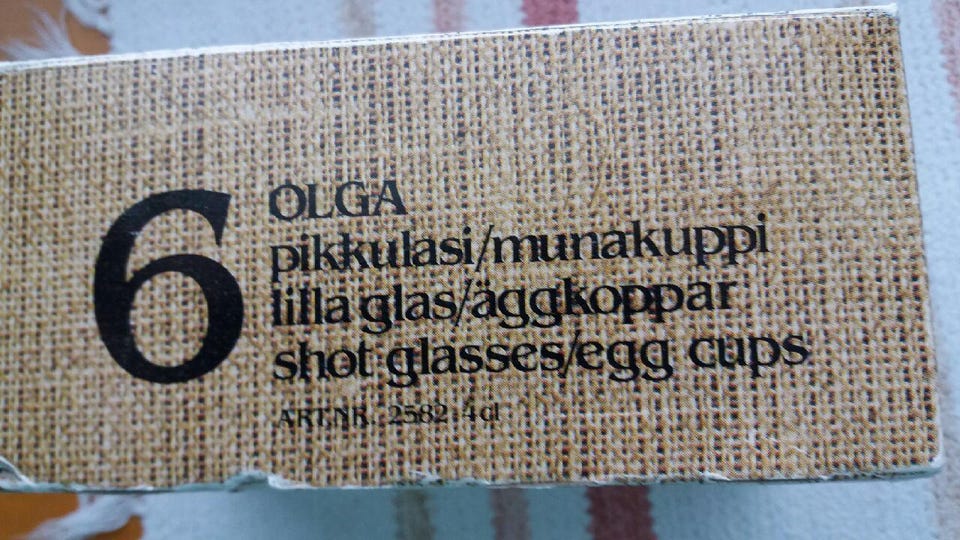 6
OLGA
pikkulasi/munakuppi
lilla glas/äggkoppar
shot glasses/egg cups
ART.NR. 2582 4cl